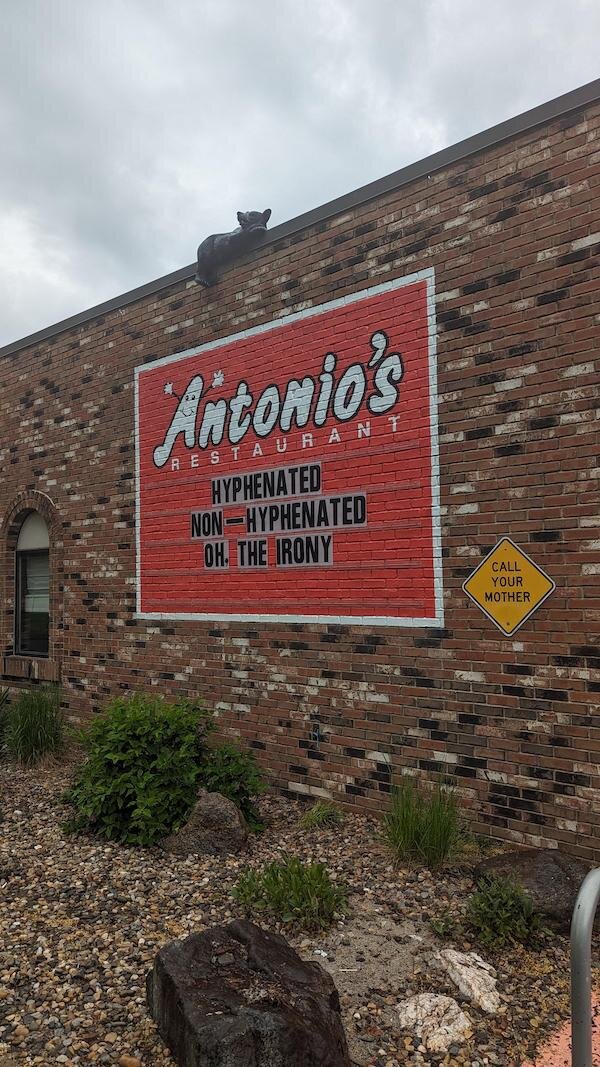 Antonio's
RESTAURANT
HYPHENATED
NON-HYPHENATED
OH. THE IRONY
CALL
YOUR
MOTHER